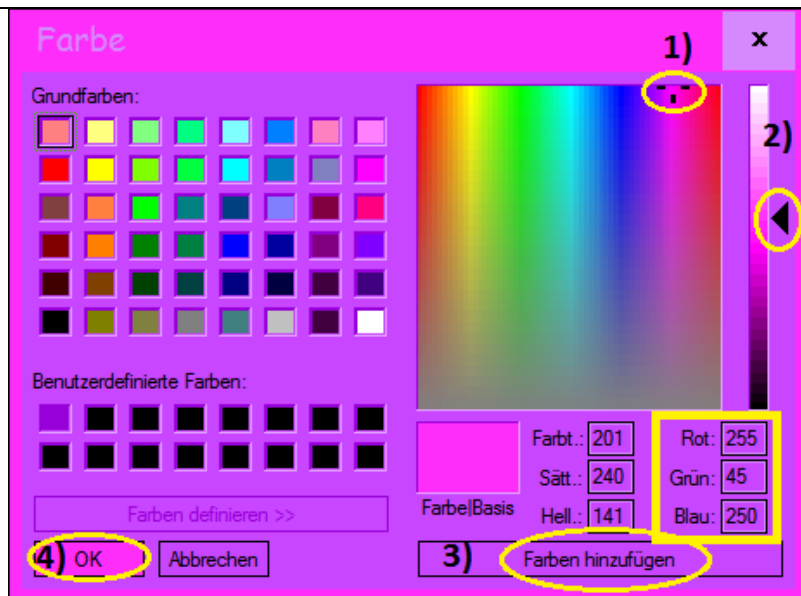 Farbe
1)
x
Grundfarben:
2)
Benutzerdefinierte Farben:
Farbt.: 201
Rot: 255
Sätt.: 240
Grün: 45
Farbe|Basis
Hell.: 141
Blau: 250
Farben definieren >>
4) OK
Abbrechen
3) Farben hinzufügen